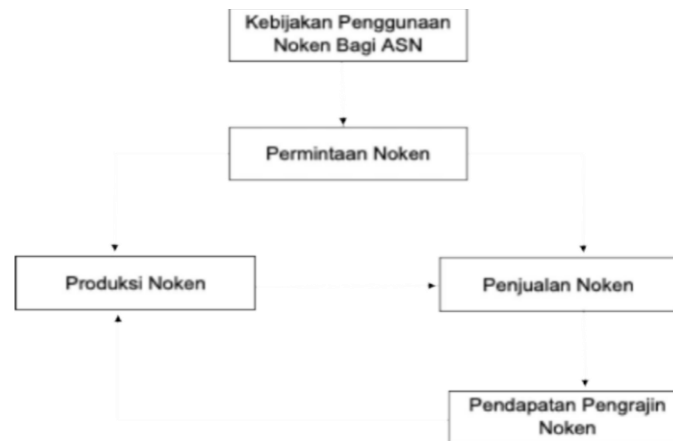 Kebijakan Penggunaan
Noken Bagi ASN
Permintaan Noken
Produksi Noken
Penjualan Noken
Pendapatan Pengrajin
Noken